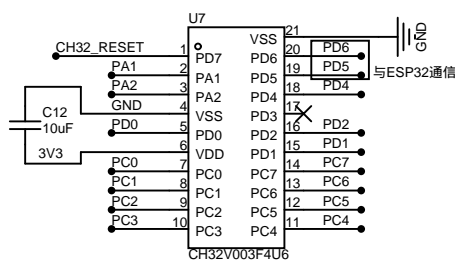 U7
VSS 21 GND
CH32_RESET 1 PD7 PD6 20 PD6
PA1 2 PA1 PD5 19 PD5 与ESP32通信
PA2 3 PA2 PD4 18 PD4
C12 10uF GND 4 VSS PD3 17
PD0 5 PD0 PD2 16 PD2
3V3 6 VDD PD1 15 PD1
PC0 7 PC0 PC7 14 PC7
PC1 8 PC1 PC6 13 PC6
PC2 9 PC2 PC5 12 PC5
PC3 10 PC3 PC4 11 PC4
CH32V003F4U6